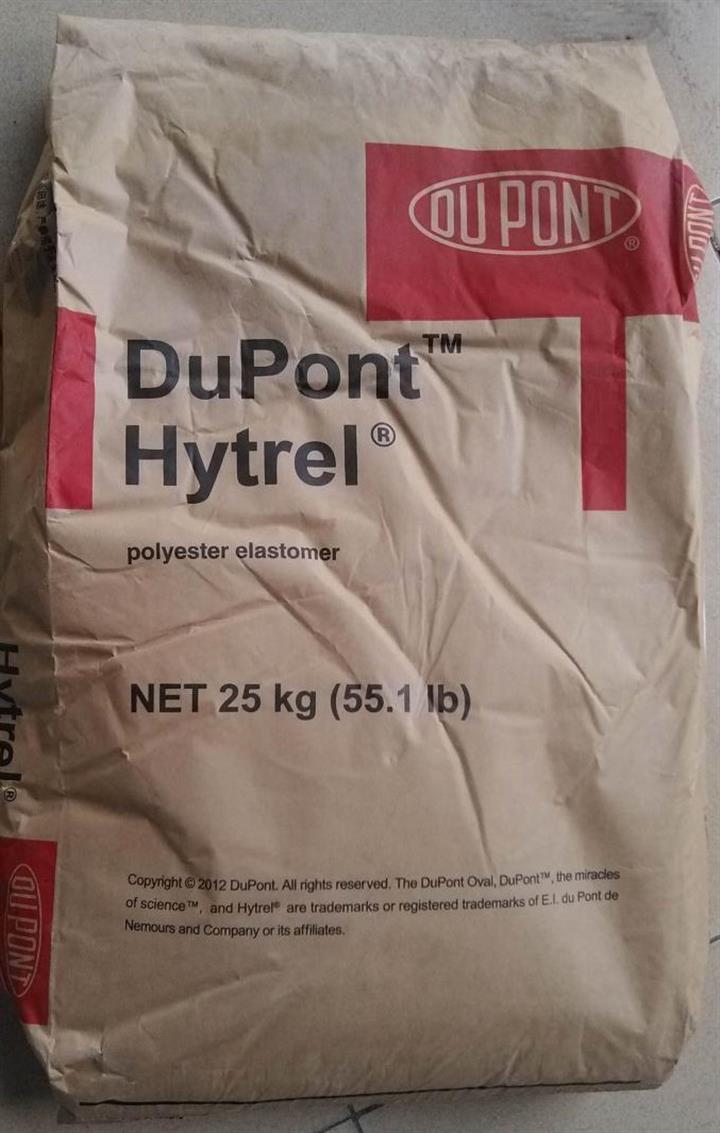 DU PONT®
DuPont™
Hytrel®
polyester elastomer
NET 25 kg (55.1 lb)
Copyright © 2012 DuPont. All rights reserved. The DuPont Oval, DuPont™, the miracles
of science™, and Hytrel® are trademarks or registered trademarks of E.I. du Pont de
Nemours and Company or its affiliates.
Hytrel®
DU PONT
DU PONT